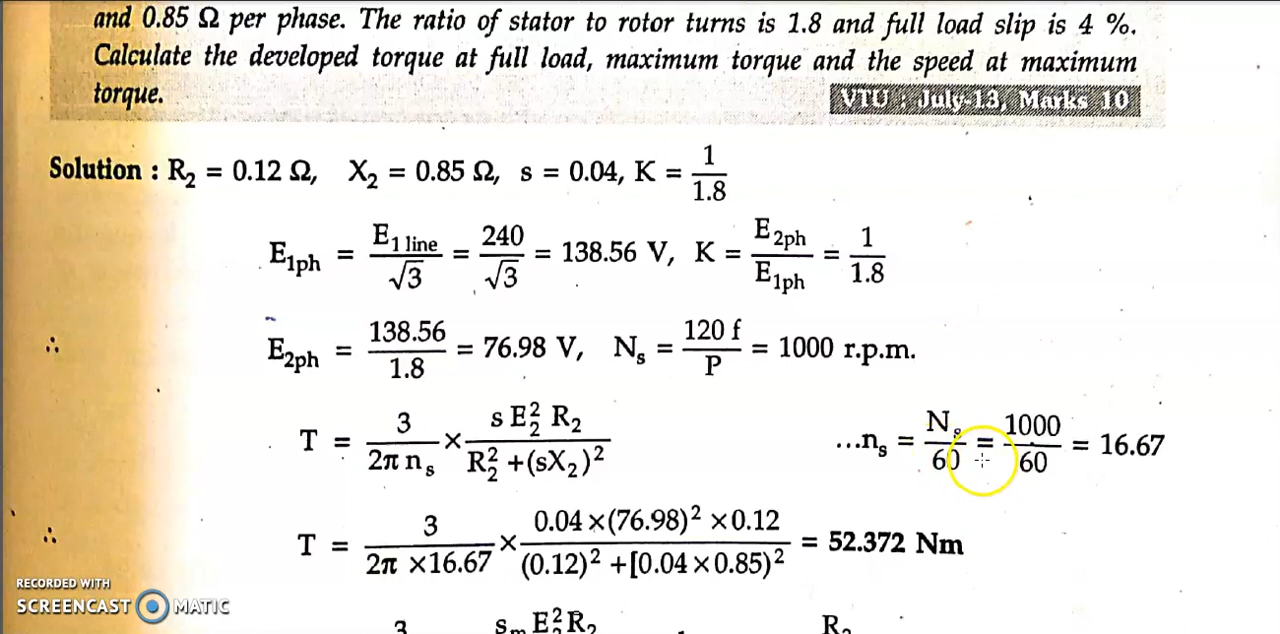 and 0.85 Ω per phase. The ratio of stator to rotor turns is 1.8 and full load slip is 4 %.
Calculate the developed torque at full load, maximum torque and the speed at maximum
torque.
VTU : July-13, Marks 10
Solution : R₂ = 0.12 Ω, X₂ = 0.85 Ω, s = 0.04, K = 1/1.8
E₁ph = E₁ line/√3 = 240/√3 = 138.56 V, K = E₂ph/E₁ph = 1/1.8
∴ E₂ph = 138.56/1.8 = 76.98 V, Nₛ = 120 f/P = 1000 r.p.m.
T = 3/(2π nₛ) × (s E₂² R₂)/(R₂² +(sX₂)²) ...nₛ = Nₛ/60 = 1000/60 = 16.67
∴ T = 3/(2π ×16.67) × (0.04 ×(76.98)² ×0.12)/((0.12)² +[0.04 ×0.85)²) = 52.372 Nm
RECORDED WITH
SCREENCAST MATIC
3 sₘ E₂² R₂ R₂